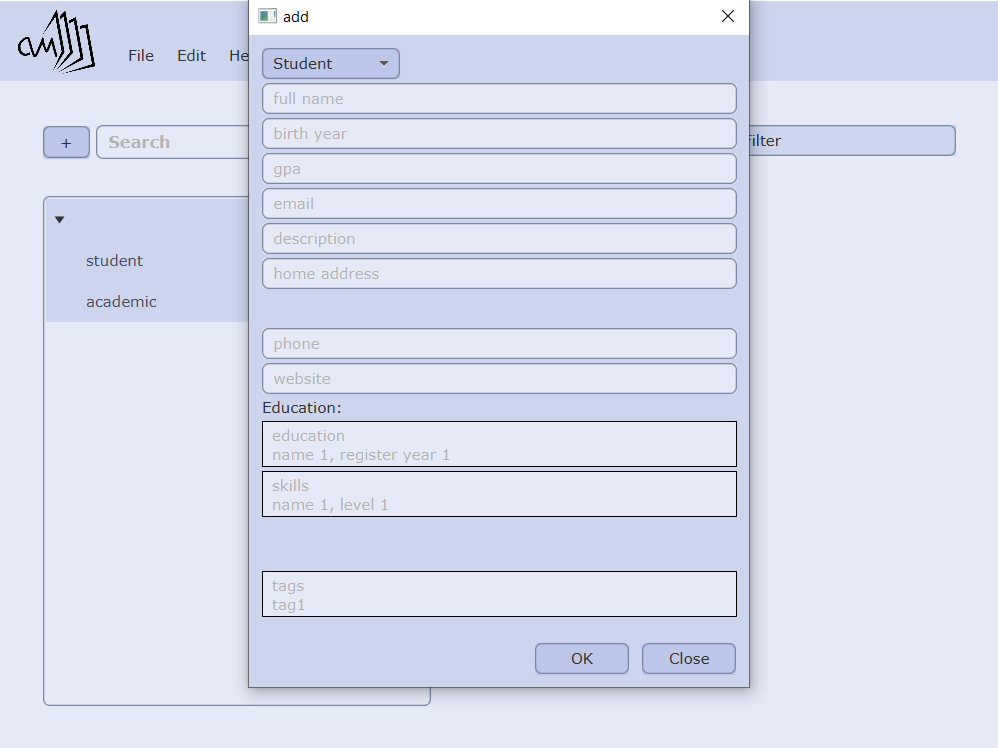 add
File Edit He
Student
full name
+ Search
birth year
ilter
gpa
email
description
student
home address
academic
phone
website
Education:
education
name 1, register year 1
skills
name 1, level 1
tags
tag1
OK Close